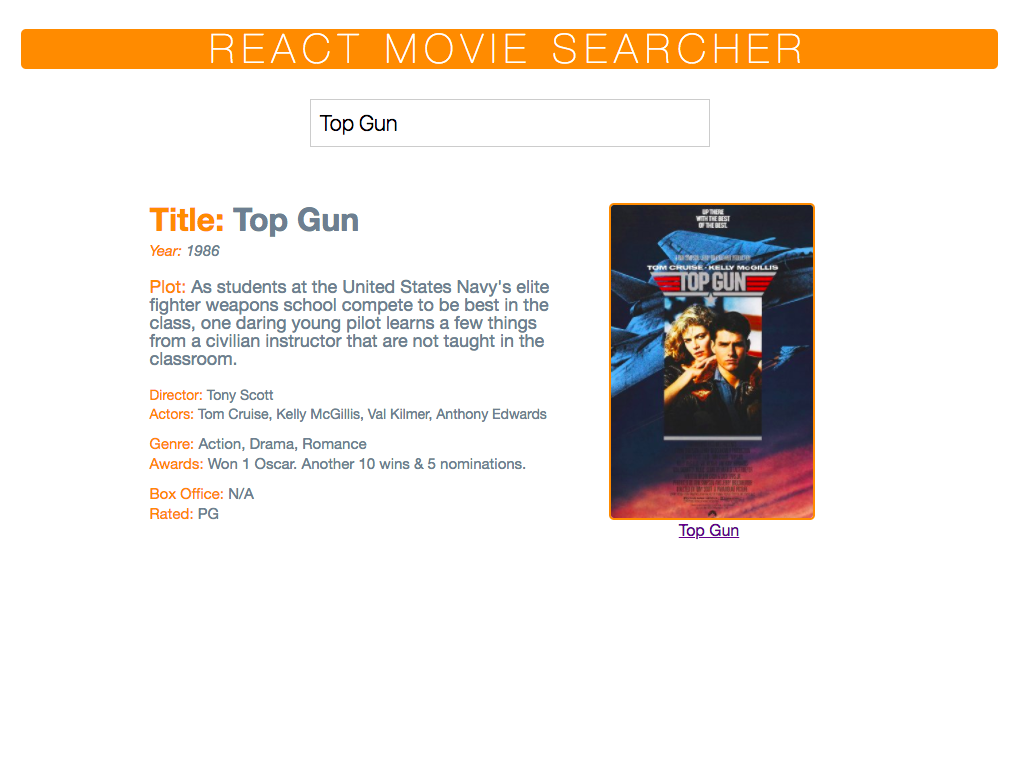 REACT MOVIE SEARCHER
Top Gun
Title: Top Gun
Year: 1986
Plot: As students at the United States Navy's elite
fighter weapons school compete to be best in the
class, one daring young pilot learns a few things
from a civilian instructor that are not taught in the
classroom.
Director: Tony Scott
Actors: Tom Cruise, Kelly McGillis, Val Kilmer, Anthony Edwards
Genre: Action, Drama, Romance
Awards: Won 1 Oscar. Another 10 wins & 5 nominations.
Box Office: N/A
Rated: PG
UP THERE
WITH THE BEST
OF THE BEST.
TOM CRUISE · KELLY McGILLIS
TOP GUN
Top Gun